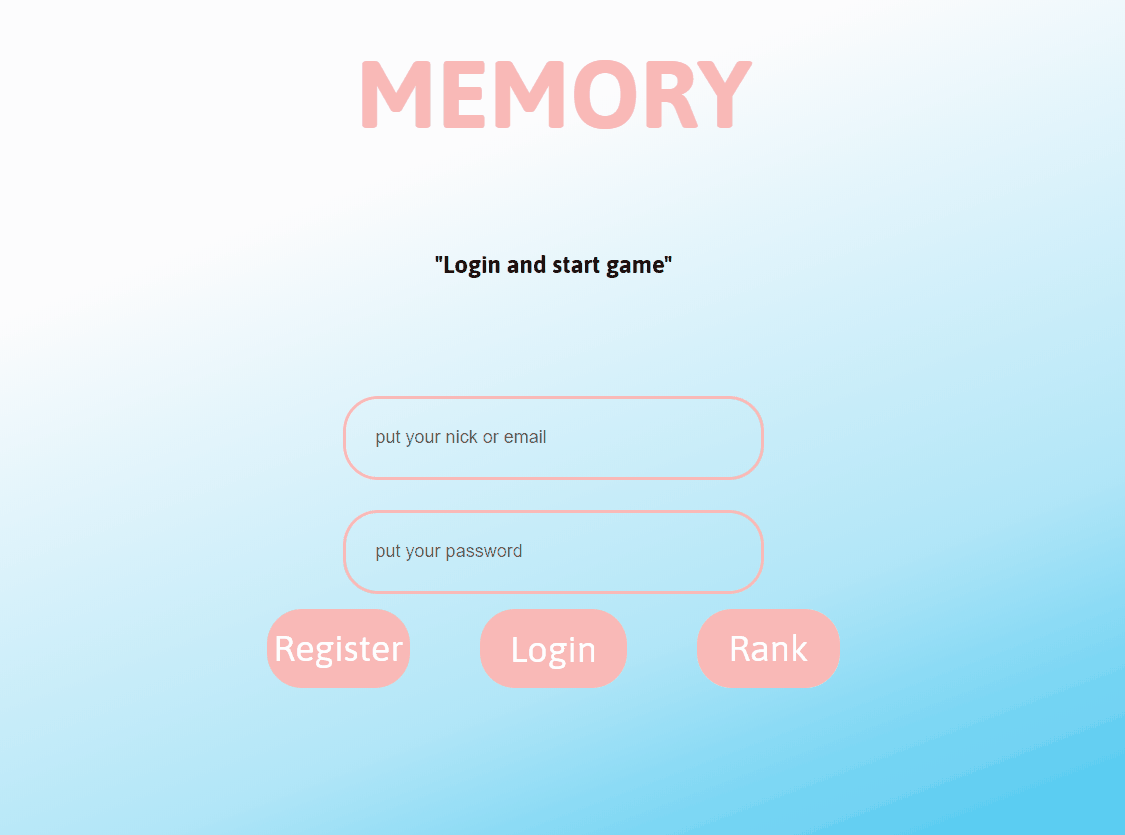 MEMORY
"Login and start game"
put your nick or email
put your password
Register Login Rank